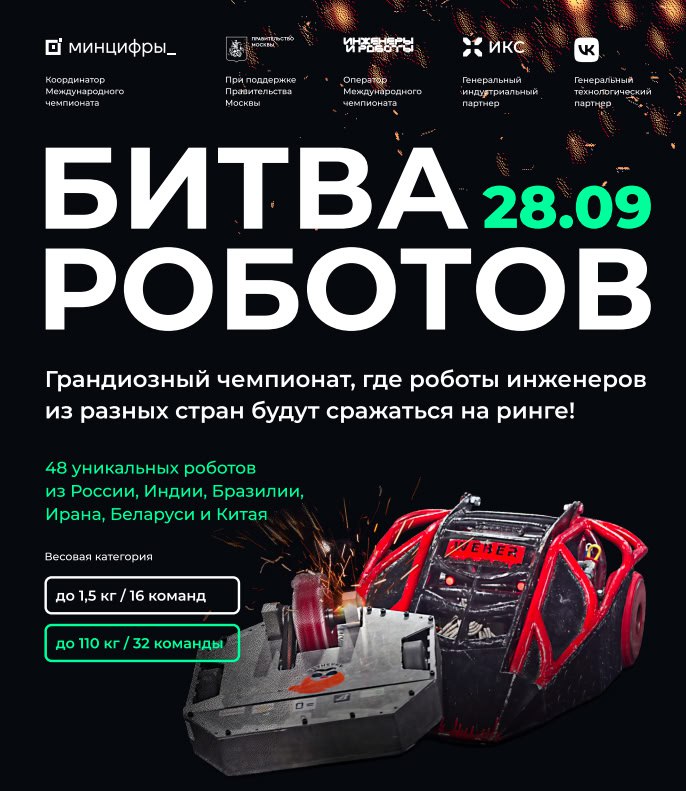 минцифры_
ПРАВИТЕЛЬСТВО
МОСКВЫ
ИНЖЕНЕРЫ
И РОБОТЫ
ИКС
VK
Координатор
Международного
чемпионата
При поддержке
Правительства
Москвы
Оператор
Международного
чемпионата
Генеральный
индустриальный
партнер
Генеральный
технологический
партнер
БИТВА
28.09
РОБОТОВ
Грандиозный чемпионат, где роботы инженеров
из разных стран будут сражаться на ринге!
48 уникальных роботов
из России, Индии, Бразилии,
Ирана, Беларуси и Китая
Весовая категория
до 1,5 кг / 16 команд
до 110 кг / 32 команды
WEBER